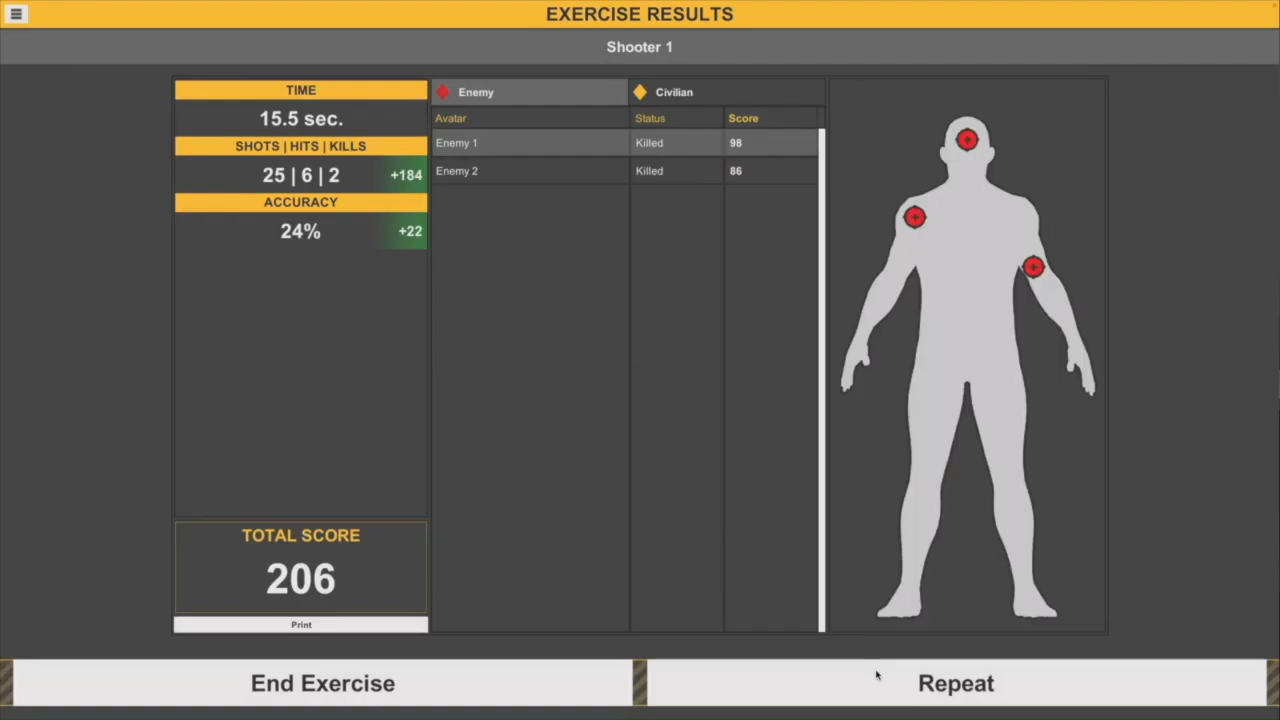 EXERCISE RESULTS
Shooter 1
TIME
15.5 sec.
SHOTS | HITS | KILLS
25 | 6 | 2 +184
ACCURACY
24% +22
TOTAL SCORE
206
Print
Enemy Civilian
Avatar Status Score
Enemy 1 Killed 98
Enemy 2 Killed 86
End Exercise Repeat